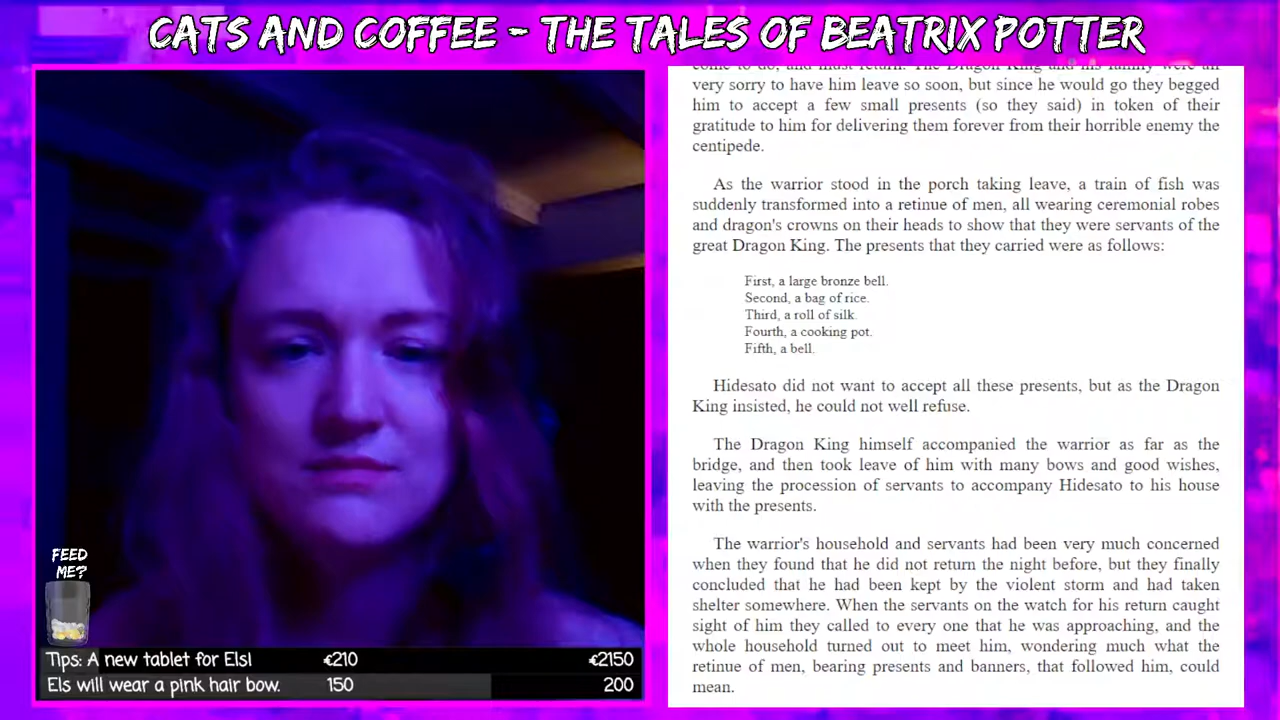 CATS AND COFFEE - THE TALES OF BEATRIX POTTER
come to do, and must return. The Dragon King and his family were all
very sorry to have him leave so soon, but since he would go they begged
him to accept a few small presents (so they said) in token of their
gratitude to him for delivering them forever from their horrible enemy the
centipede.
As the warrior stood in the porch taking leave, a train of fish was
suddenly transformed into a retinue of men, all wearing ceremonial robes
and dragon's crowns on their heads to show that they were servants of the
great Dragon King. The presents that they carried were as follows:
First, a large bronze bell.
Second, a bag of rice.
Third, a roll of silk.
Fourth, a cooking pot.
Fifth, a bell.
Hidesato did not want to accept all these presents, but as the Dragon
King insisted, he could not well refuse.
The Dragon King himself accompanied the warrior as far as the
bridge, and then took leave of him with many bows and good wishes,
leaving the procession of servants to accompany Hidesato to his house
with the presents.
The warrior's household and servants had been very much concerned
when they found that he did not return the night before, but they finally
concluded that he had been kept by the violent storm and had taken
shelter somewhere. When the servants on the watch for his return caught
sight of him they called to every one that he was approaching, and the
whole household turned out to meet him, wondering much what the
retinue of men, bearing presents and banners, that followed him, could
mean.
FEED
ME?
Tips: A new tablet for Els! €210 €2150
Els will wear a pink hair bow. 150 200